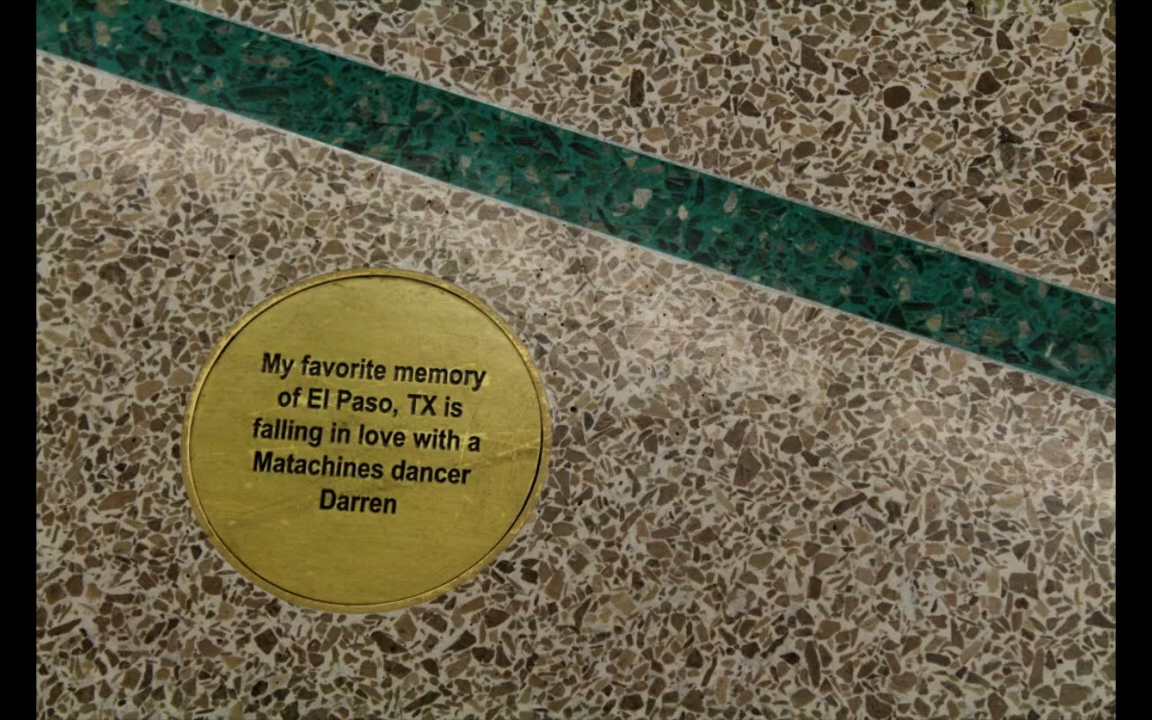 My favorite memory
of El Paso, TX is
falling in love with a
Matachines dancer
Darren